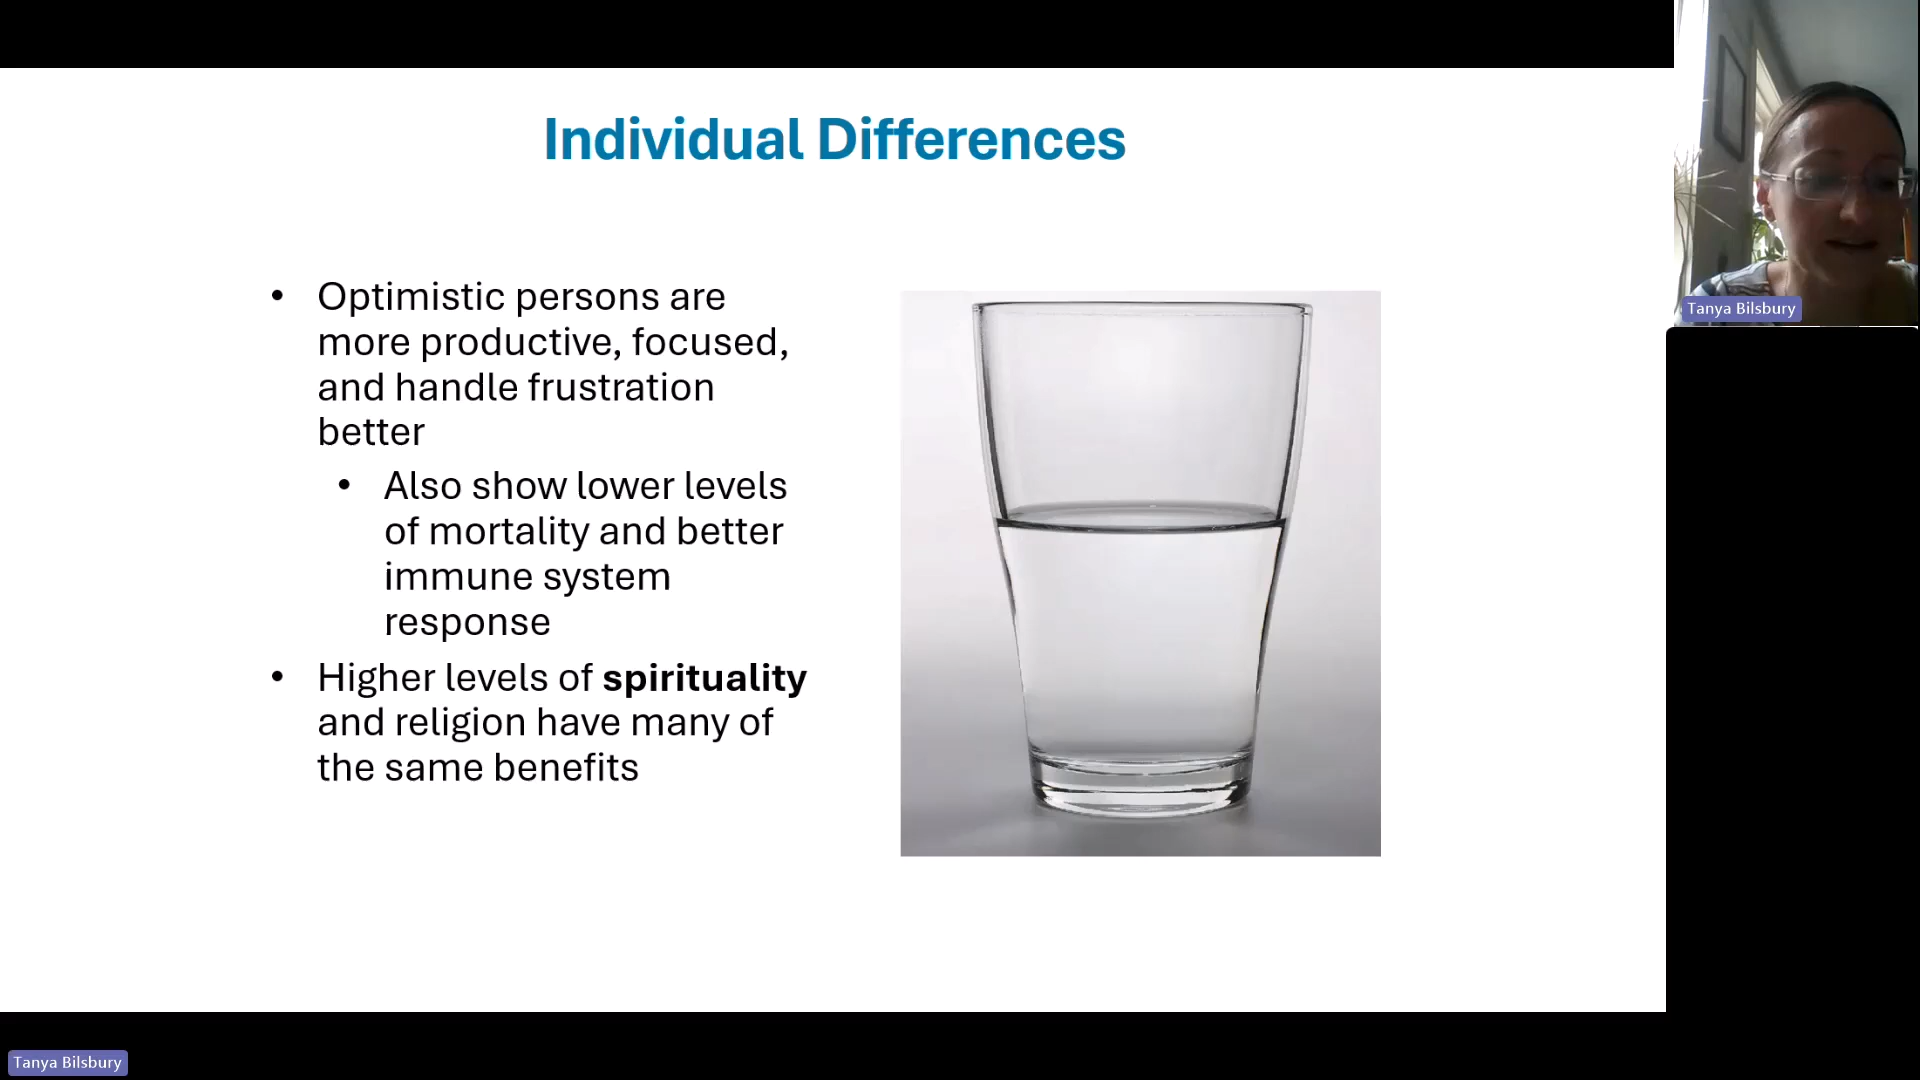 Individual Differences
• Optimistic persons are
more productive, focused,
and handle frustration
better
• Also show lower levels
of mortality and better
immune system
response
• Higher levels of spirituality
and religion have many of
the same benefits
Tanya Bilsbury
Tanya Bilsbury